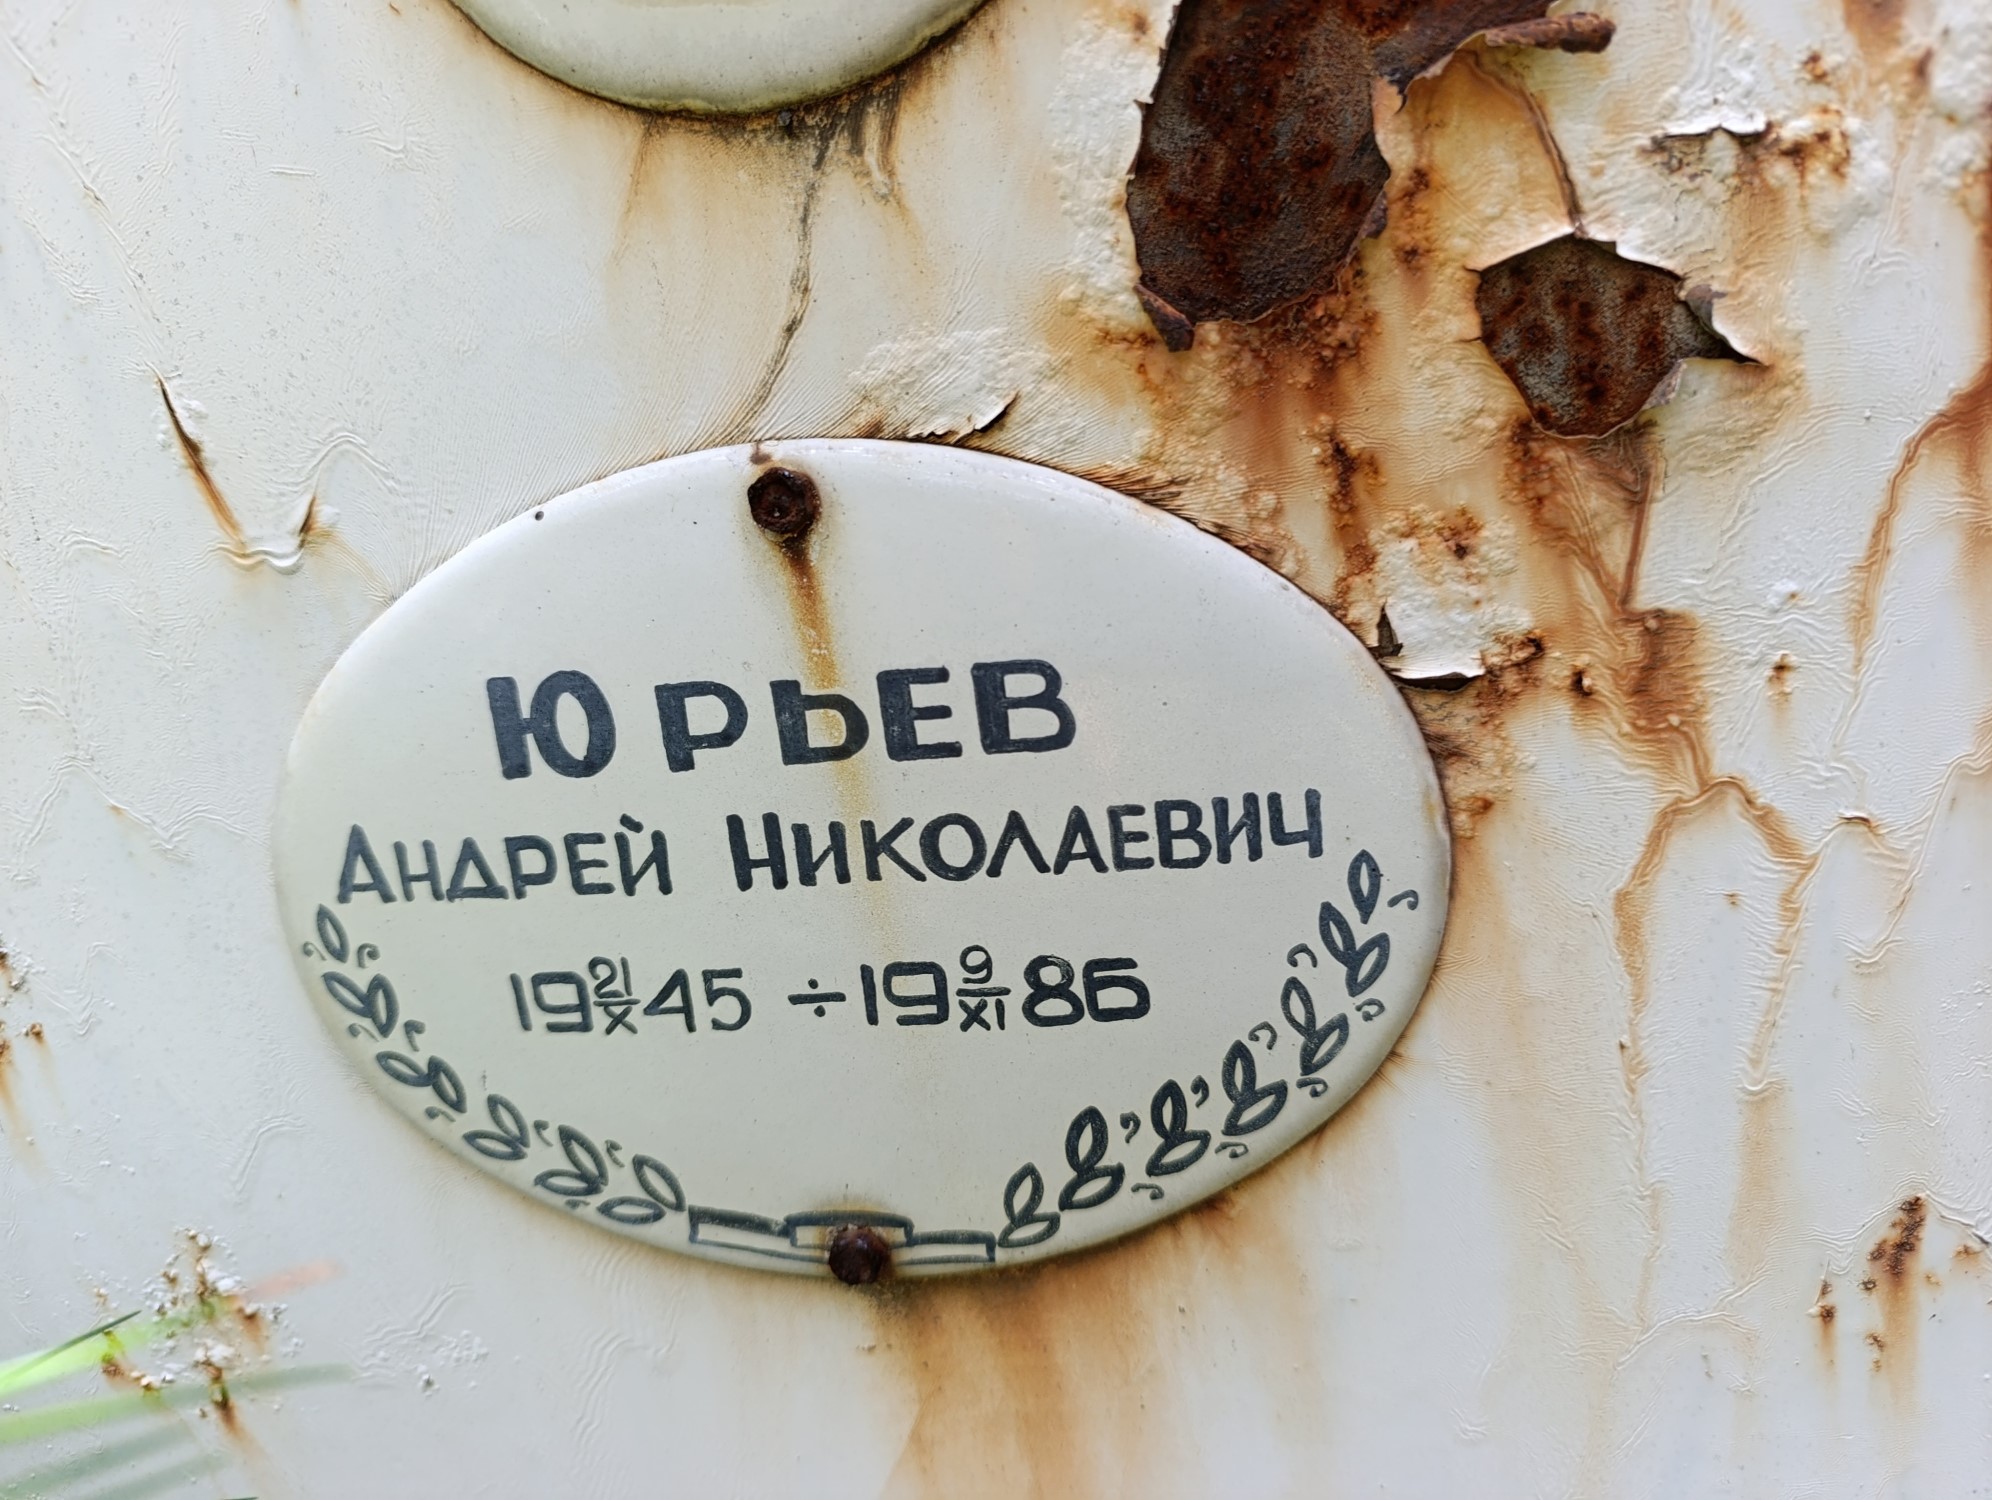 ЮРЬЕВ
АНДРЕЙ НИКОЛАЕВИЧ
19 21/X 45 ÷ 19 9/XI 86